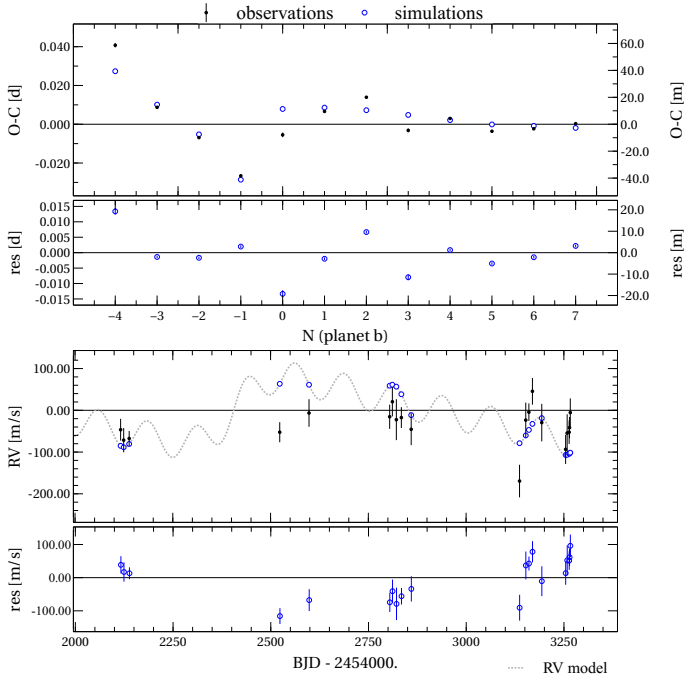 observations simulations
0.040
0.020
0.000
-0.020
O-C [d]
60.0
40.0
20.0
0.0
-20.0
-40.0
O-C [m]
0.015
0.010
0.005
0.000
-0.005
-0.010
-0.015
res [d]
20.0
10.0
0.0
-10.0
-20.0
res [m]
−4 −3 −2 −1 0 1 2 3 4 5 6 7
N (planet b)
100.00
0.00
-100.00
-200.00
RV [m/s]
100.00
0.00
-100.00
res [m/s]
2000 2250 2500 2750 3000 3250
BJD - 2454000.
RV model